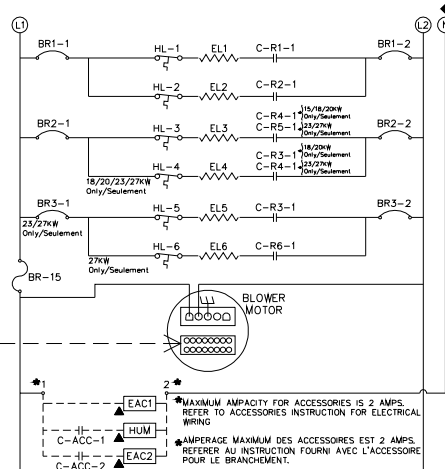 L1
L2
BR1-1
HL-1
EL1
C-R1-1
BR1-2
HL-2
EL2
C-R2-1
BR2-1
HL-3
EL3
C-R4-1
15/18/20KW
Only/Seulement
C-R5-1
23/27KW
Only/Seulement
BR2-2
HL-4
EL4
C-R3-1
18/20KW
Only/Seulement
C-R4-1
23/27KW
Only/Seulement
18/20/23/27KW
Only/Seulement
BR3-1
HL-5
EL5
C-R3-1
BR3-2
23/27KW
Only/Seulement
HL-6
EL6
C-R6-1
27KW
Only/Seulement
BR-15
BLOWER
MOTOR
*1
2*
EAC1
HUM
C-ACC-1
EAC2
C-ACC-2
*MAXIMUM AMPACITY FOR ACCESSORIES IS 2 AMPS.
REFER TO ACCESSORIES INSTRUCTION FOR ELECTRICAL
WIRING
*AMPERAGE MAXIMUM DES ACCESSOIRES EST 2 AMPS.
REFERER AU INSTRUCTION FOURNI AVEC L'ACCESSOIRE
POUR LE BRANCHEMENT.